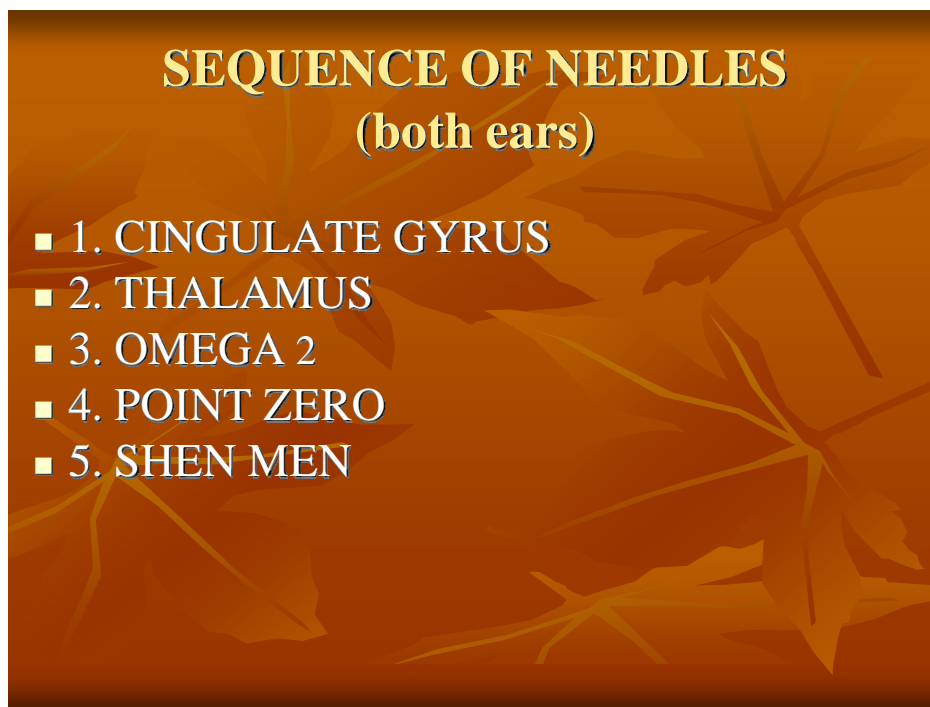 SEQUENCE OF NEEDLES
(both ears)
1. CINGULATE GYRUS
2. THALAMUS
3. OMEGA 2
4. POINT ZERO
5. SHEN MEN